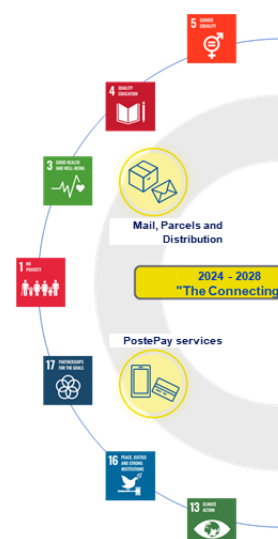 5 GENDER
EQUALITY
4 QUALITY
EDUCATION
3 GOOD HEALTH
AND WELL-BEING
Mail, Parcels and
Distribution
1 NO
POVERTY
2024 - 2028
"The Connecting
PostePay services
17 PARTNERSHIPS
FOR THE GOALS
16 PEACE, JUSTICE
AND STRONG
INSTITUTIONS
13 CLIMATE
ACTION